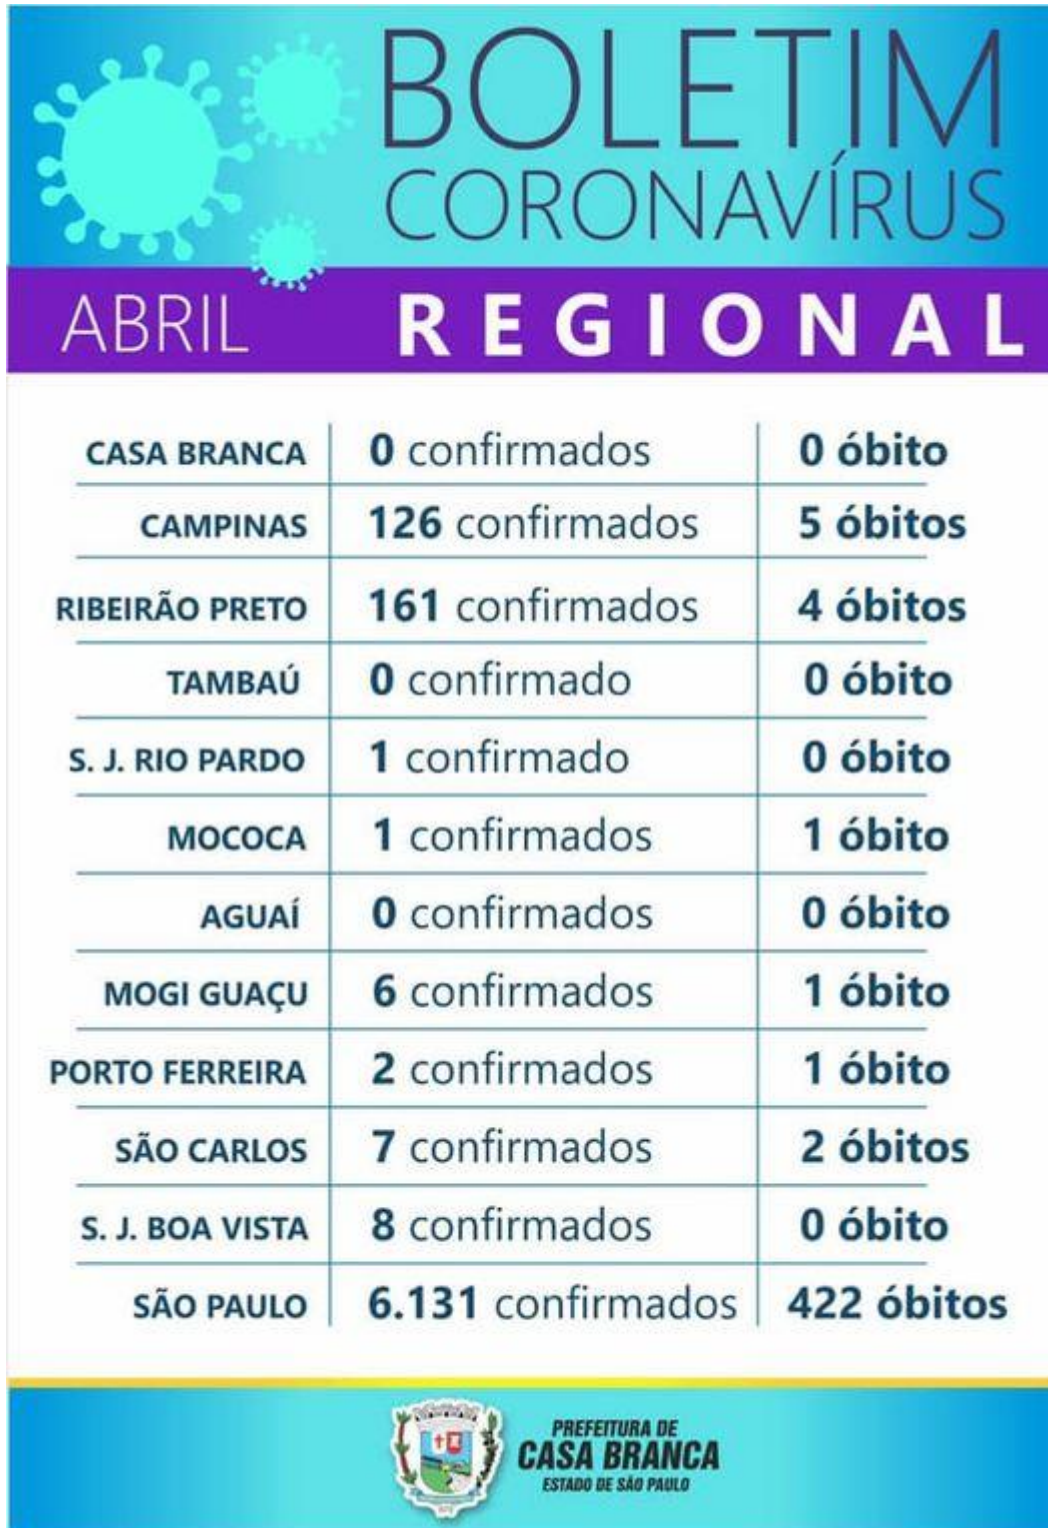 BOLETIM
CORONAVÍRUS
ABRIL REGIONAL
CASA BRANCA 0 confirmados 0 óbito
CAMPINAS 126 confirmados 5 óbitos
RIBEIRÃO PRETO 161 confirmados 4 óbitos
TAMBAÚ 0 confirmado 0 óbito
S. J. RIO PARDO 1 confirmado 0 óbito
MOCOCA 1 confirmados 1 óbito
AGUAÍ 0 confirmados 0 óbito
MOGI GUAÇU 6 confirmados 1 óbito
PORTO FERREIRA 2 confirmados 1 óbito
SÃO CARLOS 7 confirmados 2 óbitos
S. J. BOA VISTA 8 confirmados 0 óbito
SÃO PAULO 6.131 confirmados 422 óbitos
PREFEITURA DE
CASA BRANCA
ESTADO DE SÃO PAULO